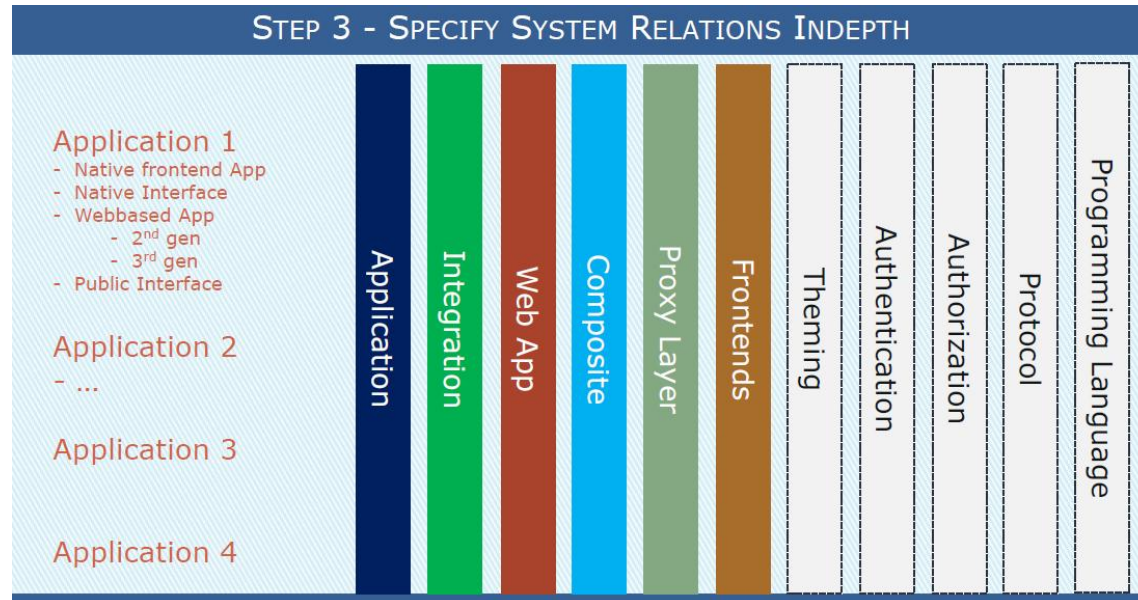 STEP 3 - SPECIFY SYSTEM RELATIONS INDEPTH
Application 1
- Native frontend App
- Native Interface
- Webbased App
- 2nd gen
- 3rd gen
- Public Interface
Application 2
- ...
Application 3
Application 4
Application
Integration
Web App
Composite
Proxy Layer
Frontends
Theming
Authentication
Authorization
Protocol
Programming Language